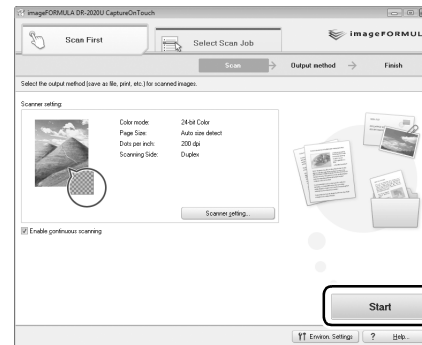 imageFORMULA DR-2020U CaptureOnTouch
Scan First
Select Scan Job
imageFORMUL
Scan
Output method
Finish
Select the output method (save as file, print, etc.) for scanned images.
Scanner setting:
Color mode: 24-bit Color
Page Size: Auto size detect
Dots per inch: 200 dpi
Scanning Side: Duplex
Scanner setting...
Enable continuous scanning
Start
Environ. Settings
? Help...